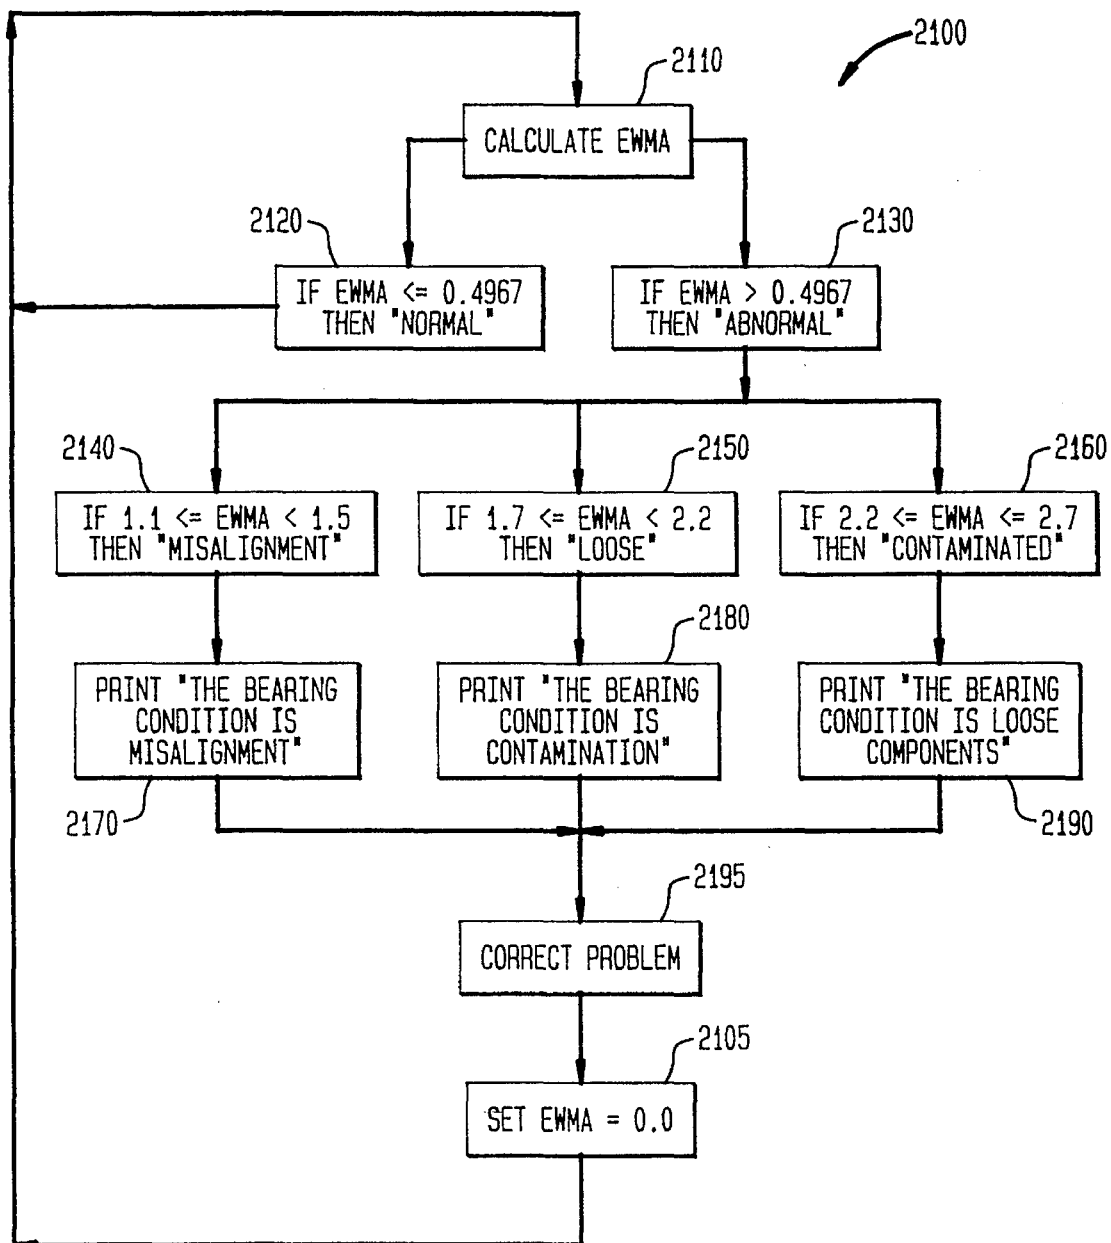 2100
2110
CALCULATE EWMA
2120
2130
IF EWMA <= 0.4967
THEN "NORMAL"
IF EWMA > 0.4967
THEN "ABNORMAL"
2140
2150
2160
IF 1.1 <= EWMA < 1.5
THEN "MISALIGNMENT"
IF 1.7 <= EWMA < 2.2
THEN "LOOSE"
IF 2.2 <= EWMA <= 2.7
THEN "CONTAMINATED"
2180
PRINT "THE BEARING
CONDITION IS
MISALIGNMENT"
PRINT "THE BEARING
CONDITION IS
CONTAMINATION"
PRINT "THE BEARING
CONDITION IS LOOSE
COMPONENTS"
2170
2190
2195
CORRECT PROBLEM
2105
SET EWMA = 0.0